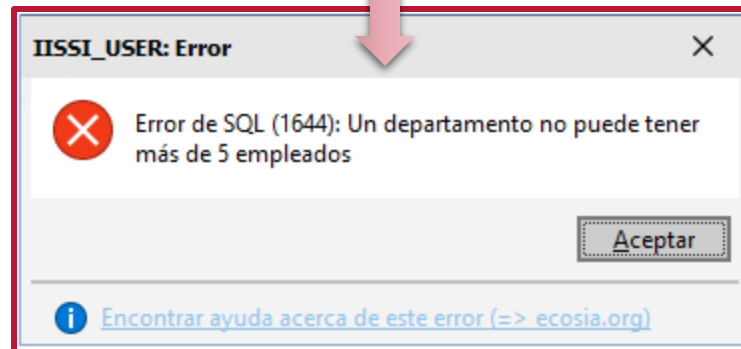 IISSI_USER: Error
Error de SQL (1644): Un departamento no puede tener
más de 5 empleados
Aceptar
Encontrar ayuda acerca de este error (=> ecosia.org)